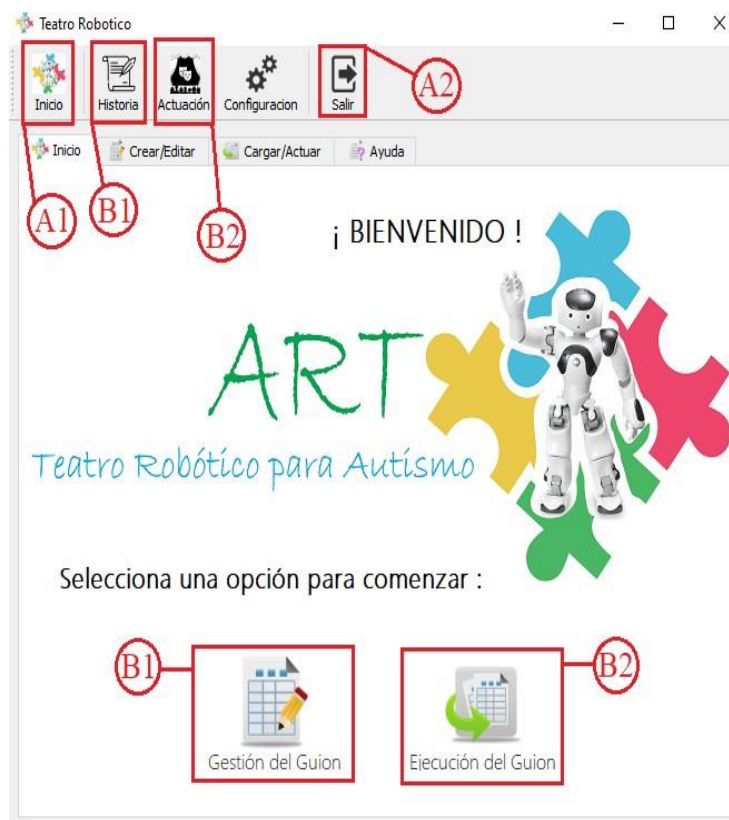 Teatro Robotico
Inicio Historia Actuación Configuracion Salir
A2
Inicio Crear/Editar Cargar/Actuar Ayuda
A1 B1 B2
¡ BIENVENIDO !
ART
Teatro Robótico para Autismo
Selecciona una opción para comenzar :
B1 B2
Gestión del Guion Ejecución del Guion